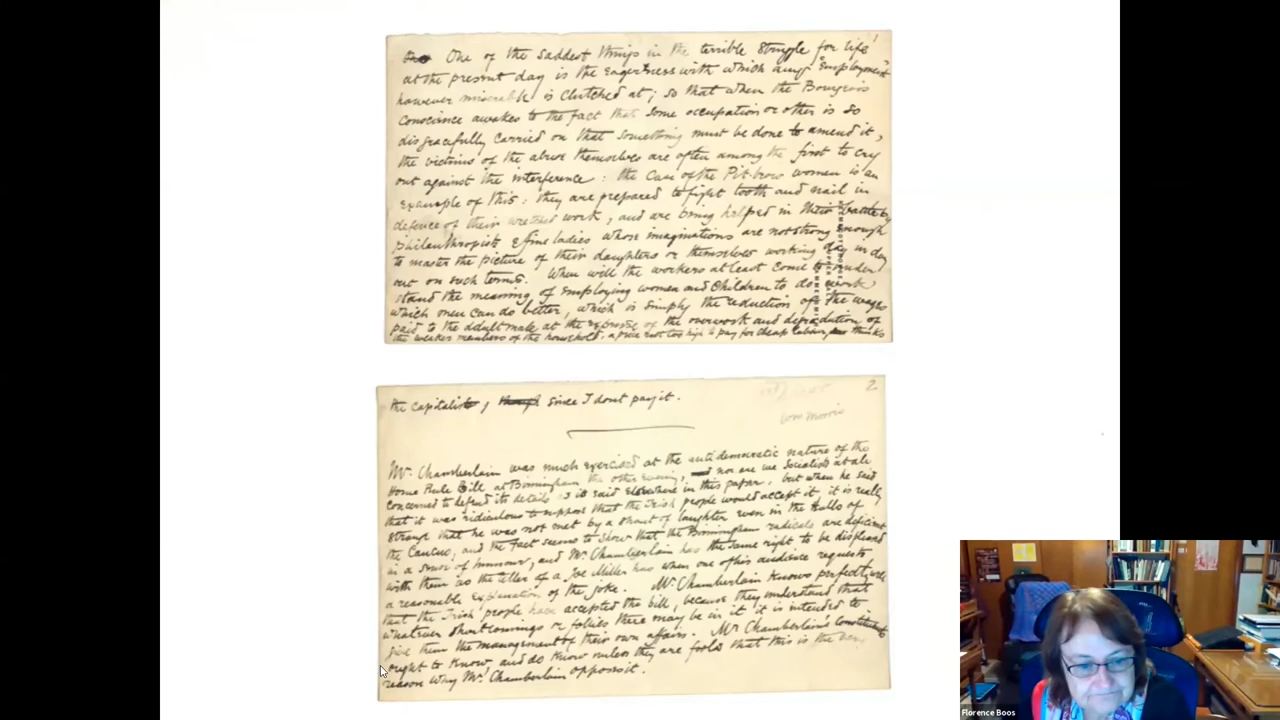 One of the saddest things in the terrible struggle for life 1
at the present day is the eagerness with which any "employment"
however miserable is clutched at; so that when the Bourgeois
Conscience awakes to the fact that some occupation or other is so
disgracefully carried on that something must be done to amend it,
the victims of the abuse themselves are often among the first to cry
out against the interference: the case of the Pit-brow women is an
example of this: they are prepared to fight tooth and nail in
defence of their wretched work, and are being helped in their battle by
philanthropists & fine ladies whose imaginations are not strong enough
to master the picture of their daughters or themselves working day in day
out on such terms. When will the workers at least come to under
stand the meaning of employing women and children to do work
which men can do better, which is simply the reduction of the wages
paid to the adult male at the expense of the overwork and degradation of
the weaker members of the household. a price not too high to pay for cheap labour thinks
2
the capitalist, since I dont pay it.
Wm Morris
Mr. Chamberlain was much exercised at the anti democratic nature of the
Home Rule Bill at Birmingham the other evening, nor are we Socialists at all
concerned to defend its details as is said elsewhere in this paper, but when he said
that it was ridiculous to suppose that the Irish people would accept it, it is really
strange that he was not met by a shout of laughter even in the Halls of
the Caucus, and the fact seems to show that the Birmingham radicals are deficient
in a sense of humour, and Mr. Chamberlain has the same right to be displeased
with them as the teller of a Joe Miller has when one of his audience requests
a reasonable explanation of the joke. Mr. Chamberlain knows perfectly well
that the Irish people have accepted the bill, because they understand that
whatever shortcomings or follies there may be in it it is intended to
give them the management of their own affairs. Mr Chamberlain's constituents
ought to know, and do know unless they are fools that this is the very
reason why Mr. Chamberlain opposes it.
Florence Boos